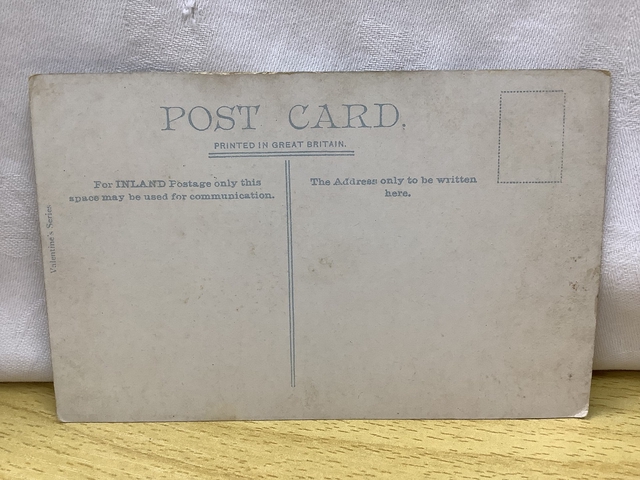 POST CARD.
PRINTED IN GREAT BRITAIN.
For INLAND Postage only this
space may be used for communication.
The Address only to be written
here.
Valentine's Series